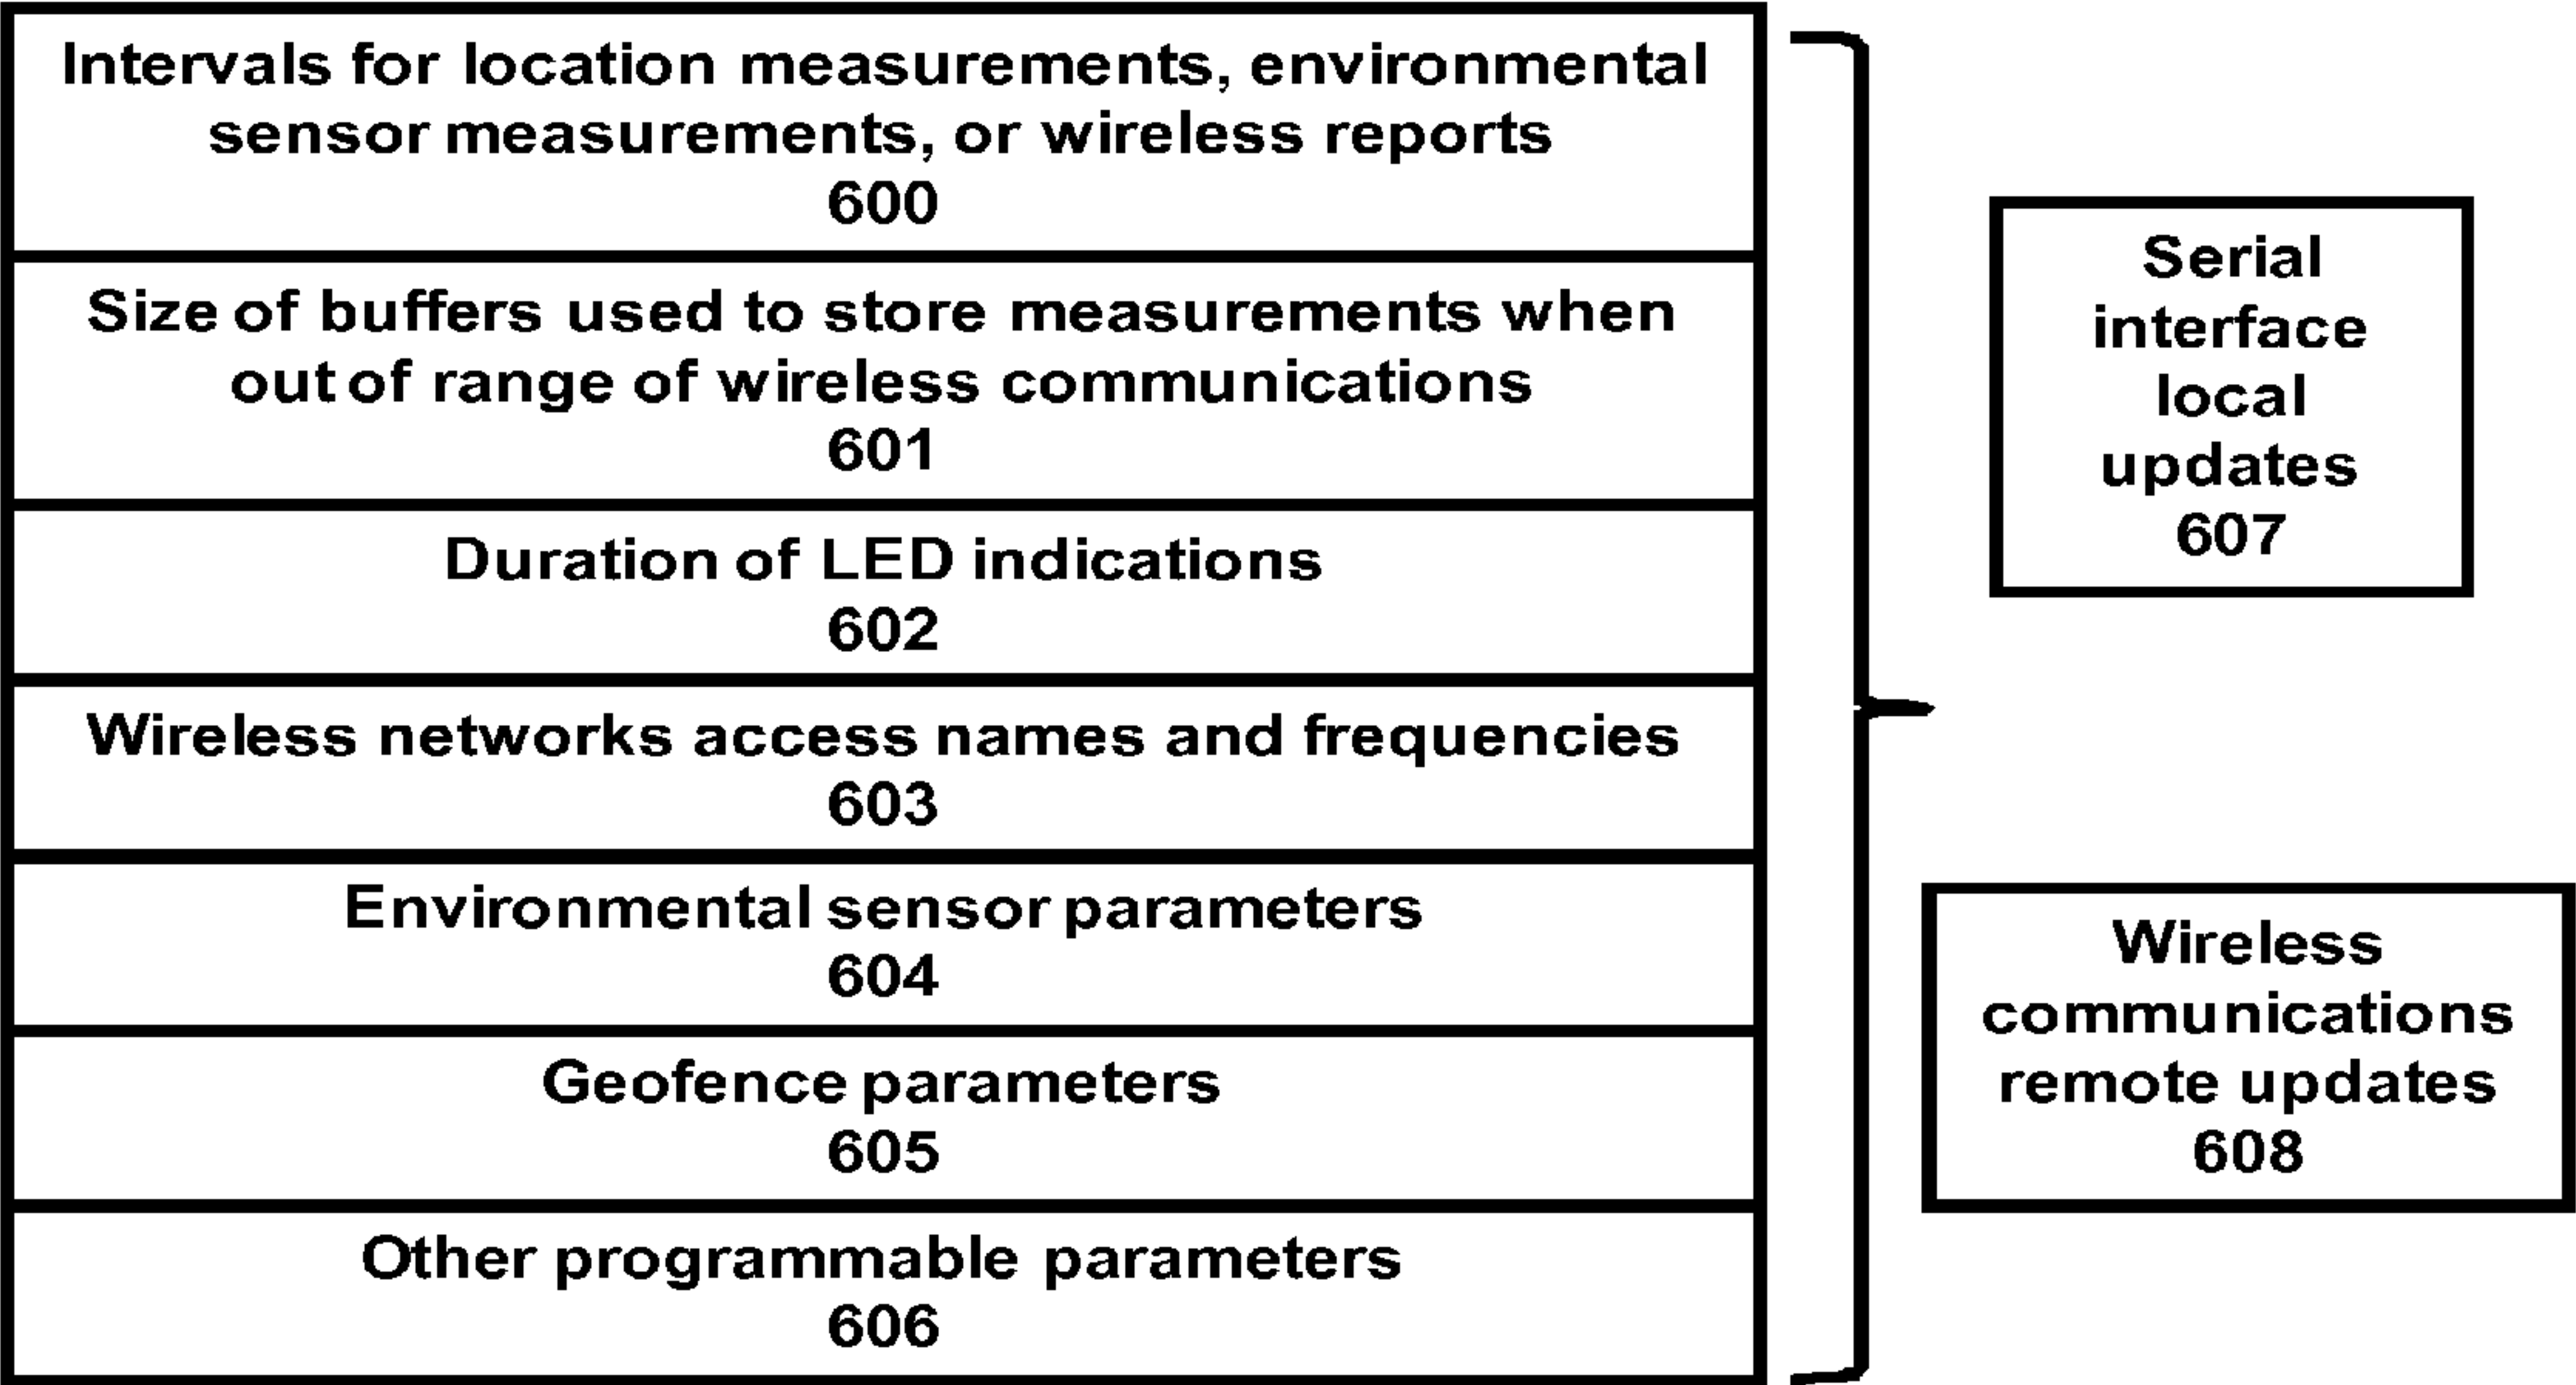 Intervals for location measurements, environmental
sensor measurements, or wireless reports
600
Size of buffers used to store measurements when
out of range of wireless communications
601
Duration of LED indications
602
Wireless networks access names and frequencies
603
Environmental sensor parameters
604
Geofence parameters
605
Other programmable parameters
606
Serial
interface
local
updates
607
Wireless
communications
remote updates
608